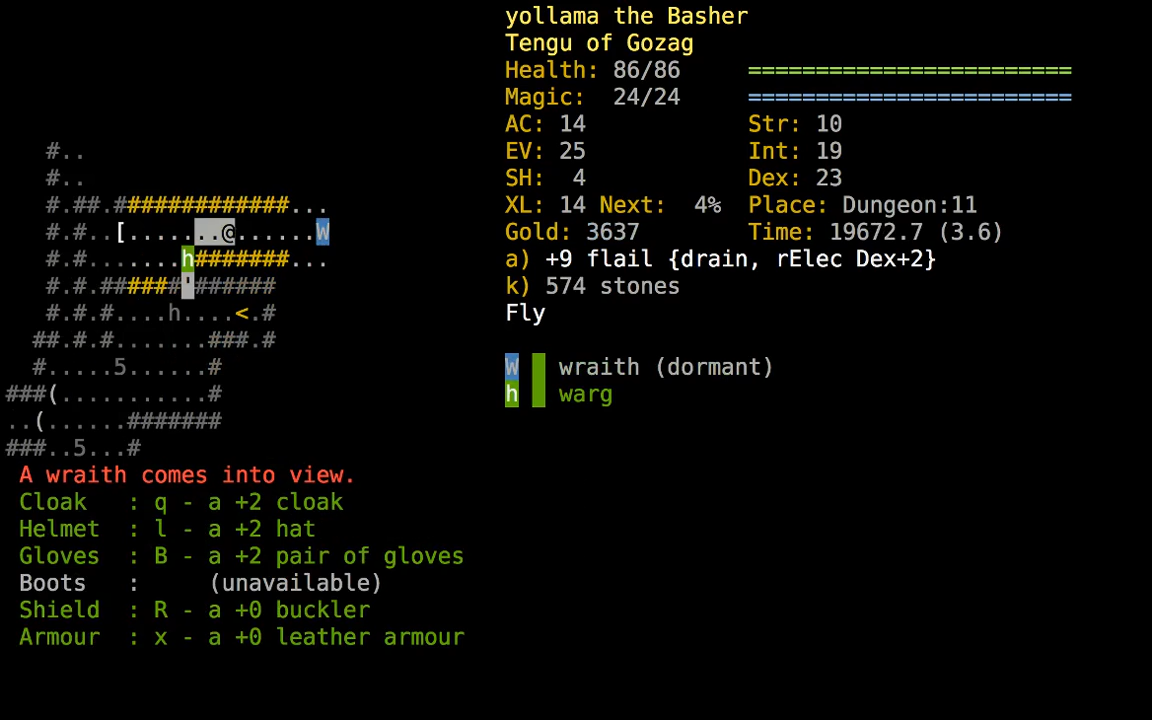 yollama the Basher
Tengu of Gozag
Health: 86/86 ========================
Magic:  24/24 ========================
AC: 14 Str: 10
EV: 25 Int: 19
SH:  4 Dex: 23
XL: 14 Next:  4% Place: Dungeon:11
Gold: 3637 Time: 19672.7 (3.6)
a) +9 flail {drain, rElec Dex+2}
k) 574 stones
Fly
W wraith (dormant)
h warg
#..
#..
#.##.#############...
#.#..[.......@......W
#.#.......h#######...
#.#.######'######
#.#.#....h....<.#
##.#.#.......###.#
#.....5......#
###(...........#
..(......#######
###..5...#
A wraith comes into view.
Cloak   : q - a +2 cloak
Helmet  : l - a +2 hat
Gloves  : B - a +2 pair of gloves
Boots   :     (unavailable)
Shield  : R - a +0 buckler
Armour  : x - a +0 leather armour